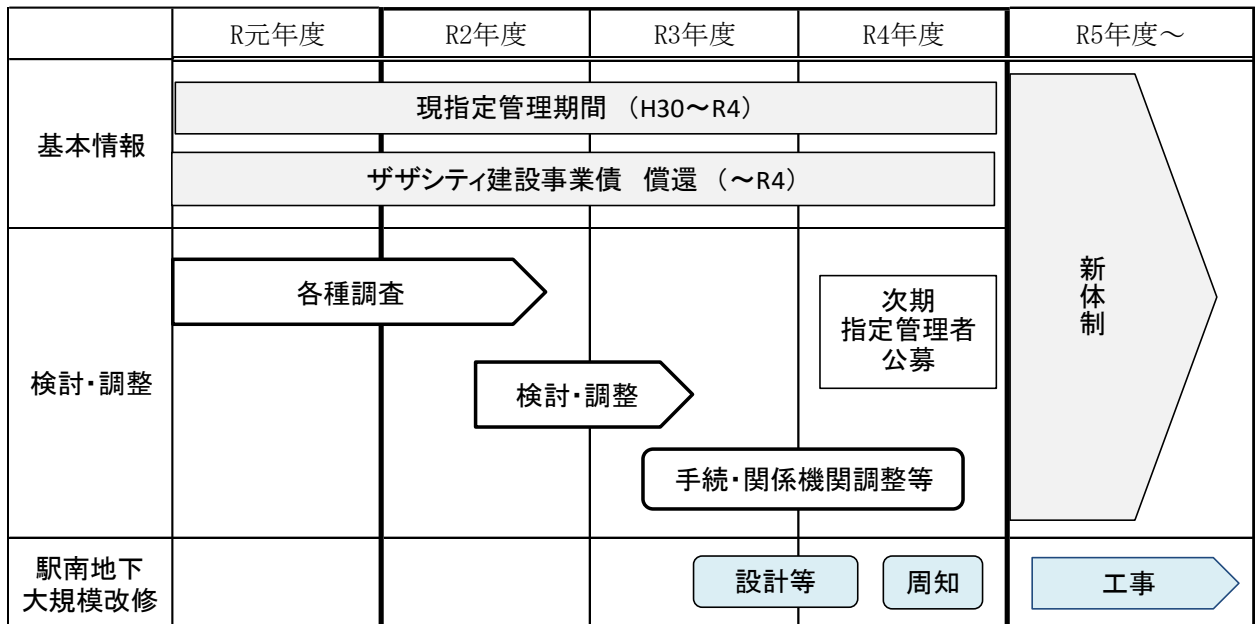 R元年度
R2年度
R3年度
R4年度
R5年度～
基本情報
現指定管理期間 （H30～R4）
ザザシティ建設事業債 償還 （～R4）
検討・調整
各種調査
検討・調整
手続・関係機関調整等
次期
指定管理者
公募
新体制
駅南地下
大規模改修
設計等
周知
工事